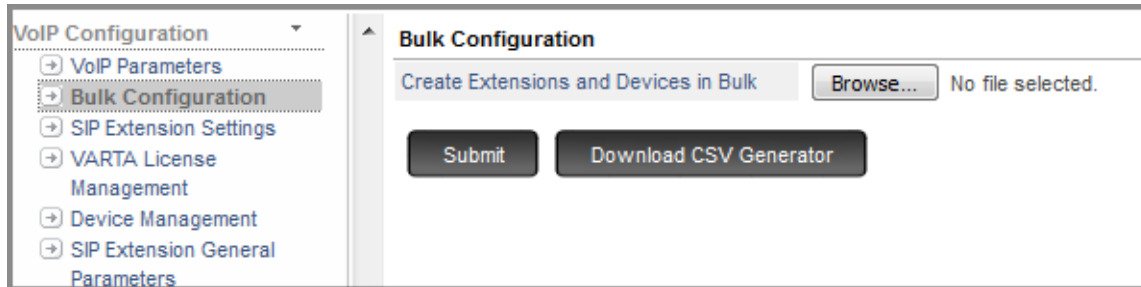 VoIP Configuration
VoIP Parameters
Bulk Configuration
SIP Extension Settings
VARTA License
Management
Device Management
SIP Extension General
Parameters
Bulk Configuration
Create Extensions and Devices in Bulk Browse... No file selected.
Submit Download CSV Generator